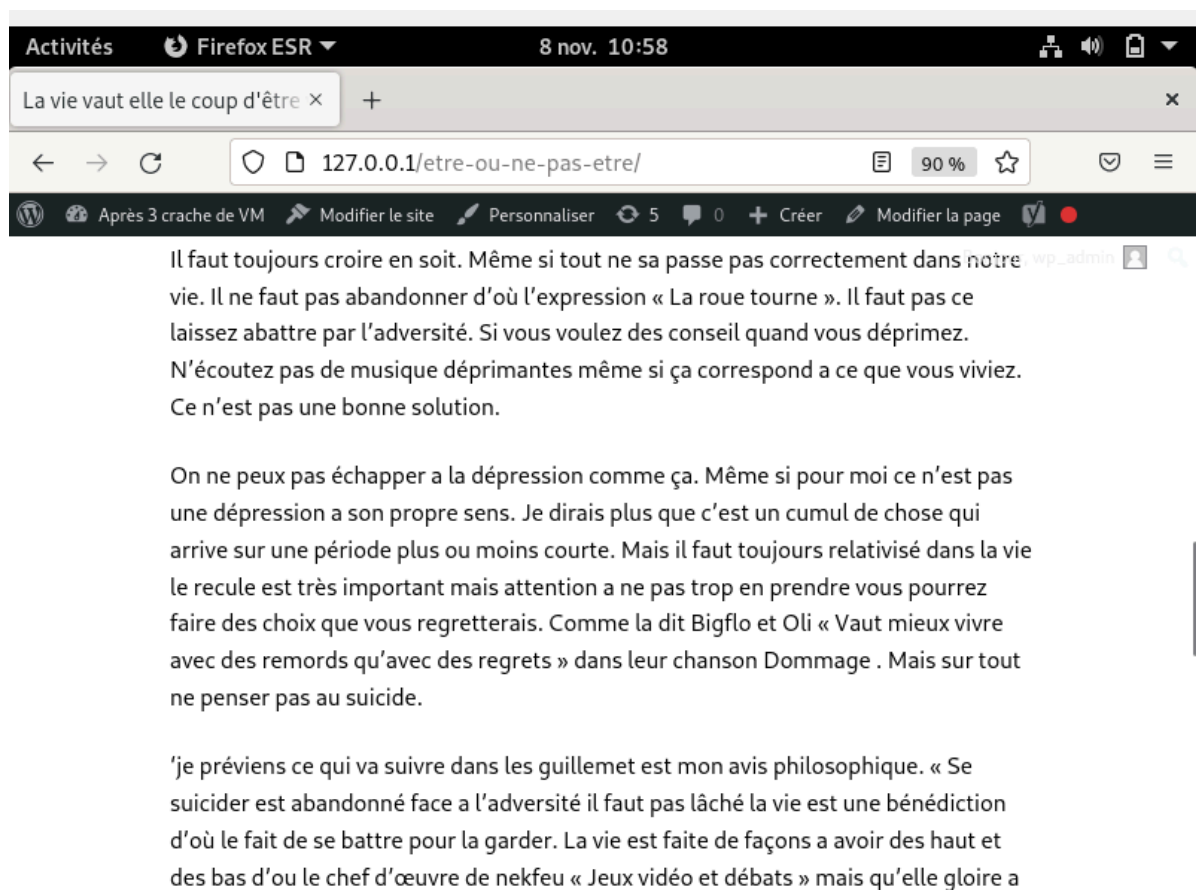 Activités Firefox ESR 8 nov. 10:58
La vie vaut elle le coup d'être
127.0.0.1/etre-ou-ne-pas-etre/ 90 %
Après 3 crache de VM Modifier le site Personnaliser 5 0 Créer Modifier la page
Il faut toujours croire en soit. Même si tout ne sa passe pas correctement dans notre
wp_admin
vie. Il ne faut pas abandonner d’où l’expression « La roue tourne ». Il faut pas ce
laissez abattre par l’adversité. Si vous voulez des conseil quand vous déprimez.
N’écoutez pas de musique déprimantes même si ça correspond a ce que vous viviez.
Ce n’est pas une bonne solution.
On ne peux pas échapper a la dépression comme ça. Même si pour moi ce n’est pas
une dépression a son propre sens. Je dirais plus que c’est un cumul de chose qui
arrive sur une période plus ou moins courte. Mais il faut toujours relativisé dans la vie
le recule est très important mais attention a ne pas trop en prendre vous pourrez
faire des choix que vous regretterais. Comme la dit Bigflo et Oli « Vaut mieux vivre
avec des remords qu’avec des regrets » dans leur chanson Dommage . Mais sur tout
ne penser pas au suicide.
‘je préviens ce qui va suivre dans les guillemet est mon avis philosophique. « Se
suicider est abandonné face a l’adversité il faut pas lâché la vie est une bénédiction
d’où le fait de se battre pour la garder. La vie est faite de façons a avoir des haut et
des bas d’ou le chef d’œuvre de nekfeu « Jeux vidéo et débats » mais qu’elle gloire a